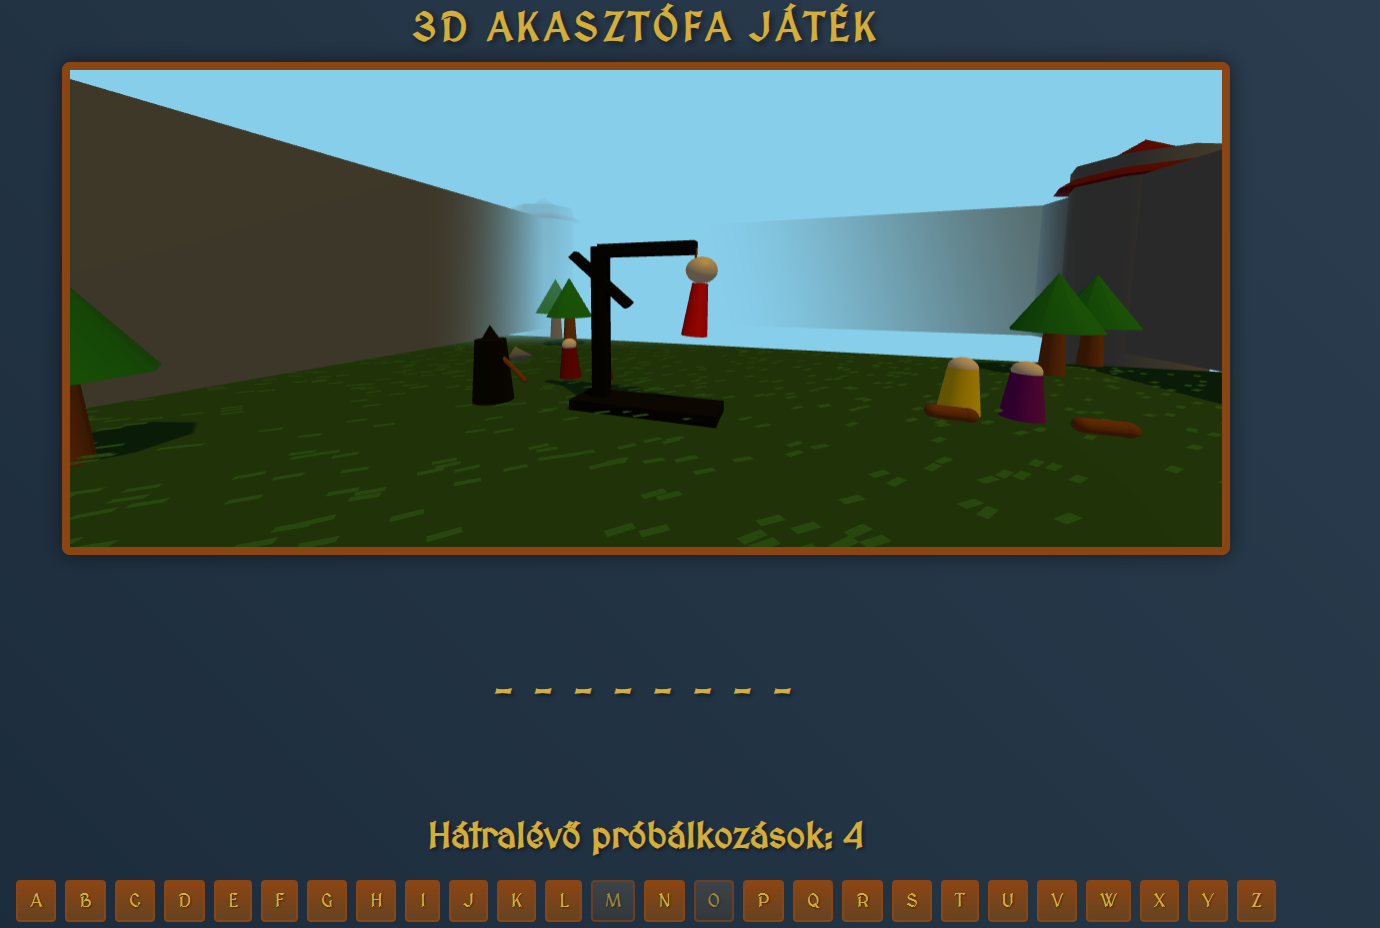 3D AKASZTÓFA JÁTÉK
_ _ _ _ _ _ _ _
Hátralévő próbálkozások: 4
A B C D E F G H I J K L M N O P Q R S T U V W X Y Z